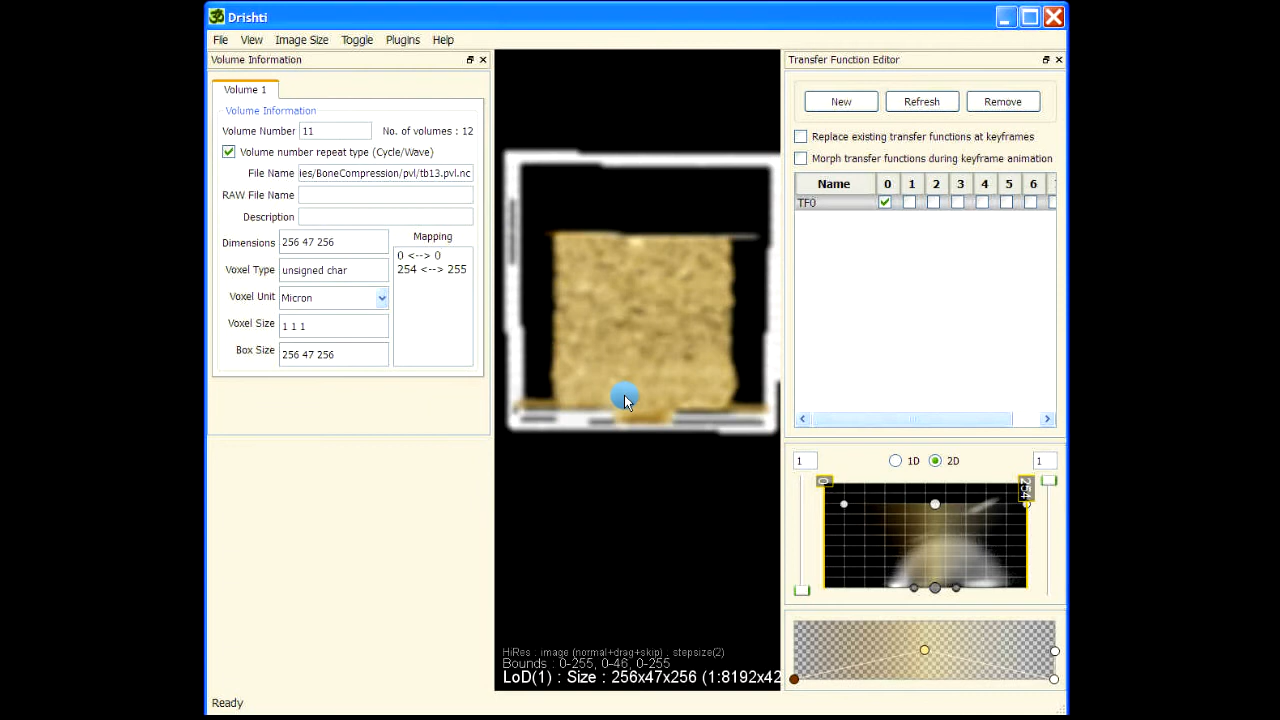 Drishti
File View Image Size Toggle Plugins Help
Volume Information
Volume 1
Volume Information
Volume Number 11 No. of volumes : 12
Volume number repeat type (Cycle/Wave)
File Name ies/BoneCompression/pvl/tb13.pvl.nc
RAW File Name
Description
Dimensions 256 47 256
Voxel Type unsigned char
Voxel Unit Micron
Voxel Size 1 1 1
Box Size 256 47 256
Mapping
0 <--> 0
254 <--> 255
HiRes : image (normal+drag+skip) : stepsize(2)
Bounds : 0-255, 0-46, 0-255
LoD(1) : Size : 256x47x256 (1:8192x42
Transfer Function Editor
New Refresh Remove
Replace existing transfer functions at keyframes
Morph transfer functions during keyframe animation
Name 0 1 2 3 4 5 6
TF0
1 1D 2D 1
0 254
Ready